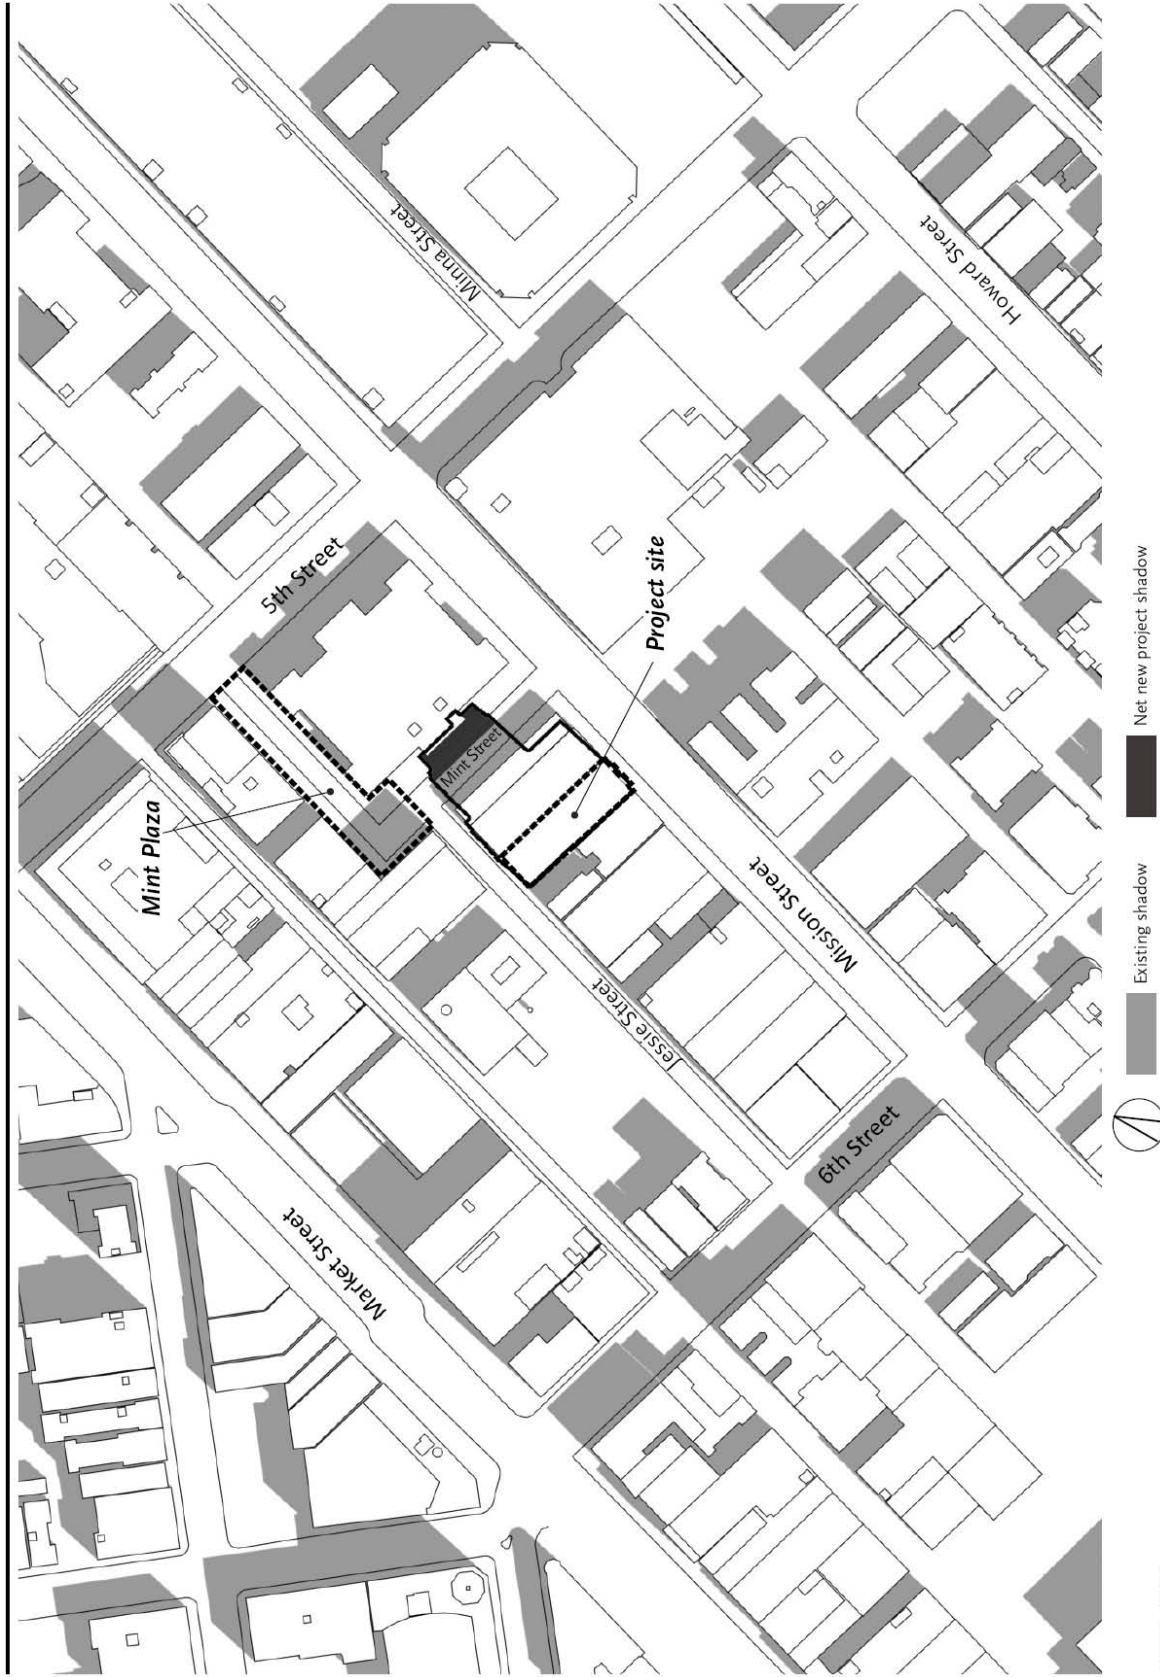 Minna Street
Howard Street
5th Street
Project site
Mint Street
Mint Plaza
Mission Street
Jessie Street
6th Street
Market Street
Existing shadow
Net new project shadow